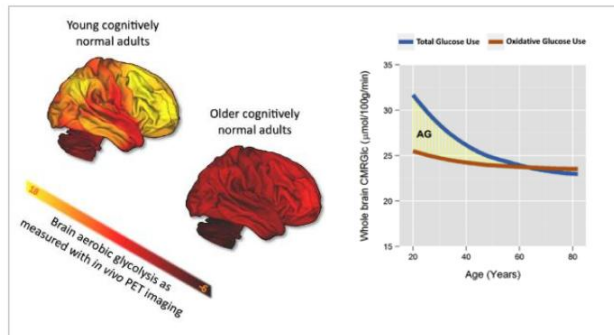 Young cognitively
normal adults
Older cognitively
normal adults
18
-6
Brain aerobic glycolysis as
measured with in vivo PET imaging
Total Glucose Use
Oxidative Glucose Use
Whole brain CMRGlc (μmol/100g/min)
35
30
25
20
15
AG
20
40
60
80
Age (Years)